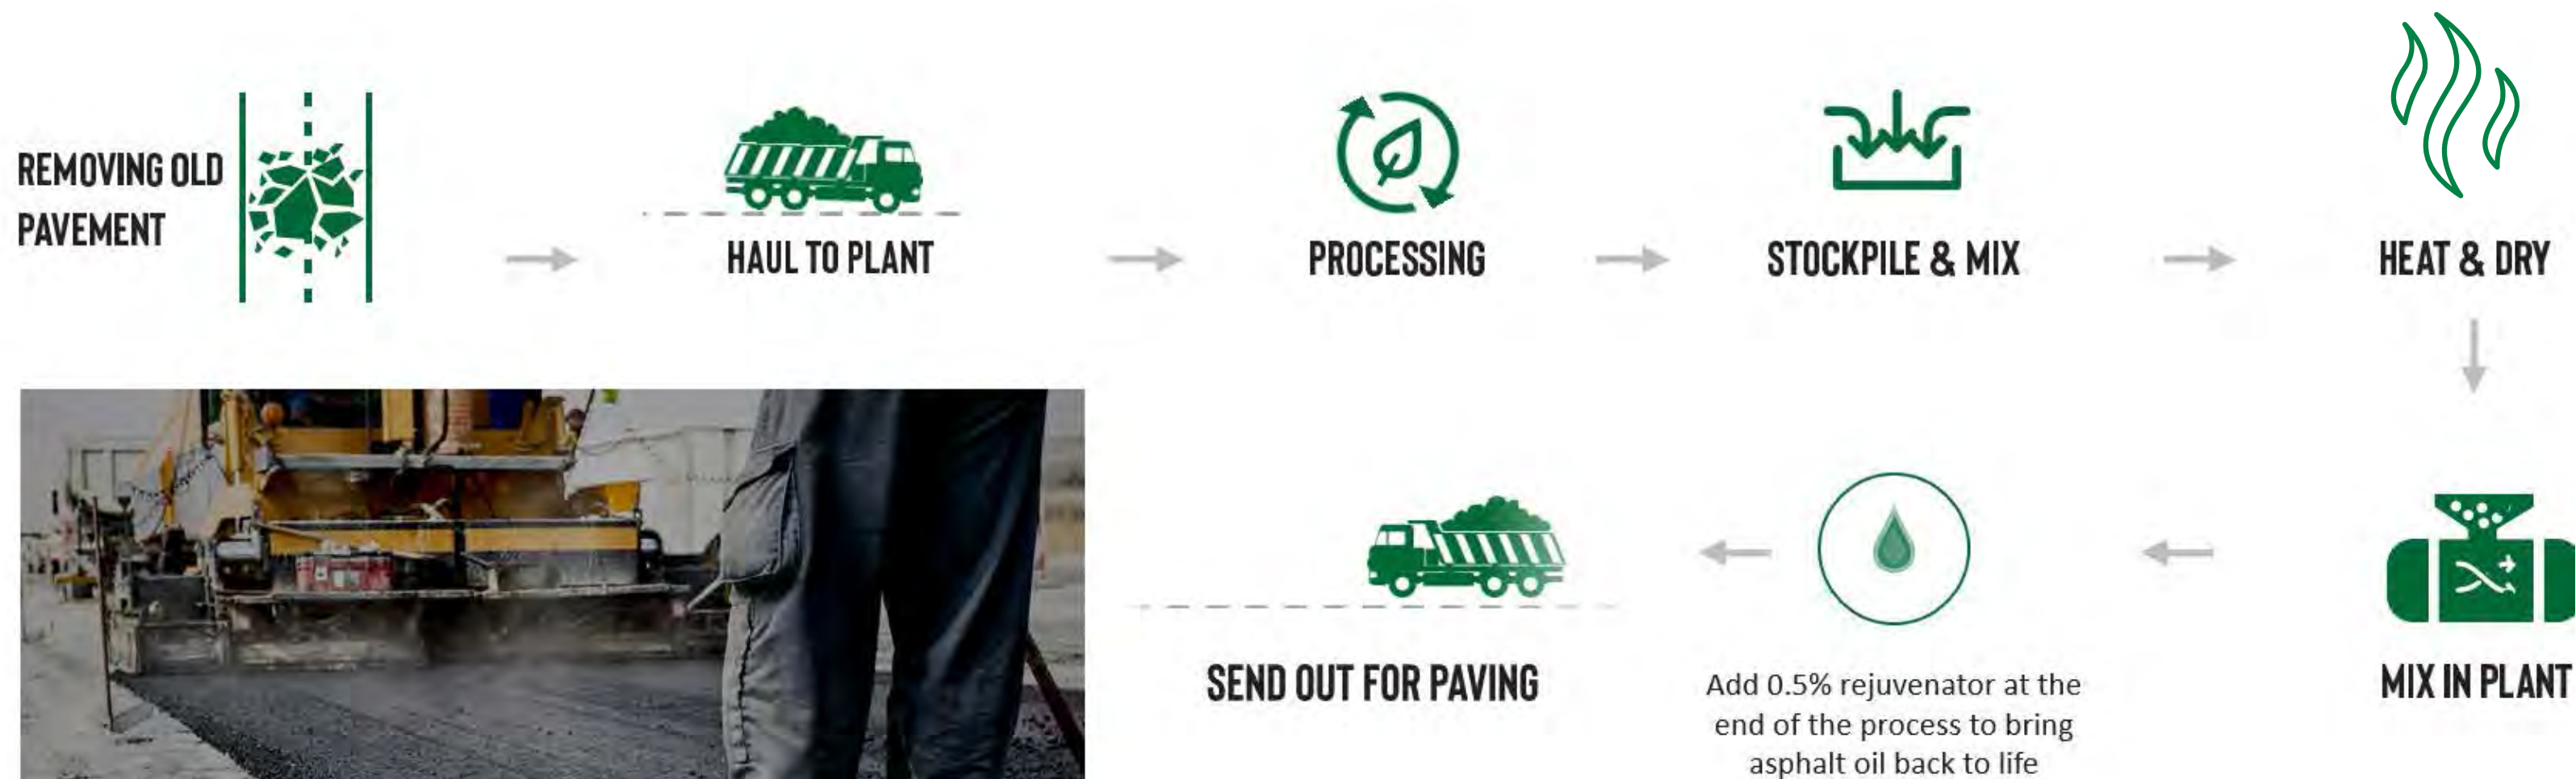 REMOVING OLD
PAVEMENT
HAUL TO PLANT
PROCESSING
STOCKPILE & MIX
HEAT & DRY
MIX IN PLANT
Add 0.5% rejuvenator at the
end of the process to bring
asphalt oil back to life
SEND OUT FOR PAVING